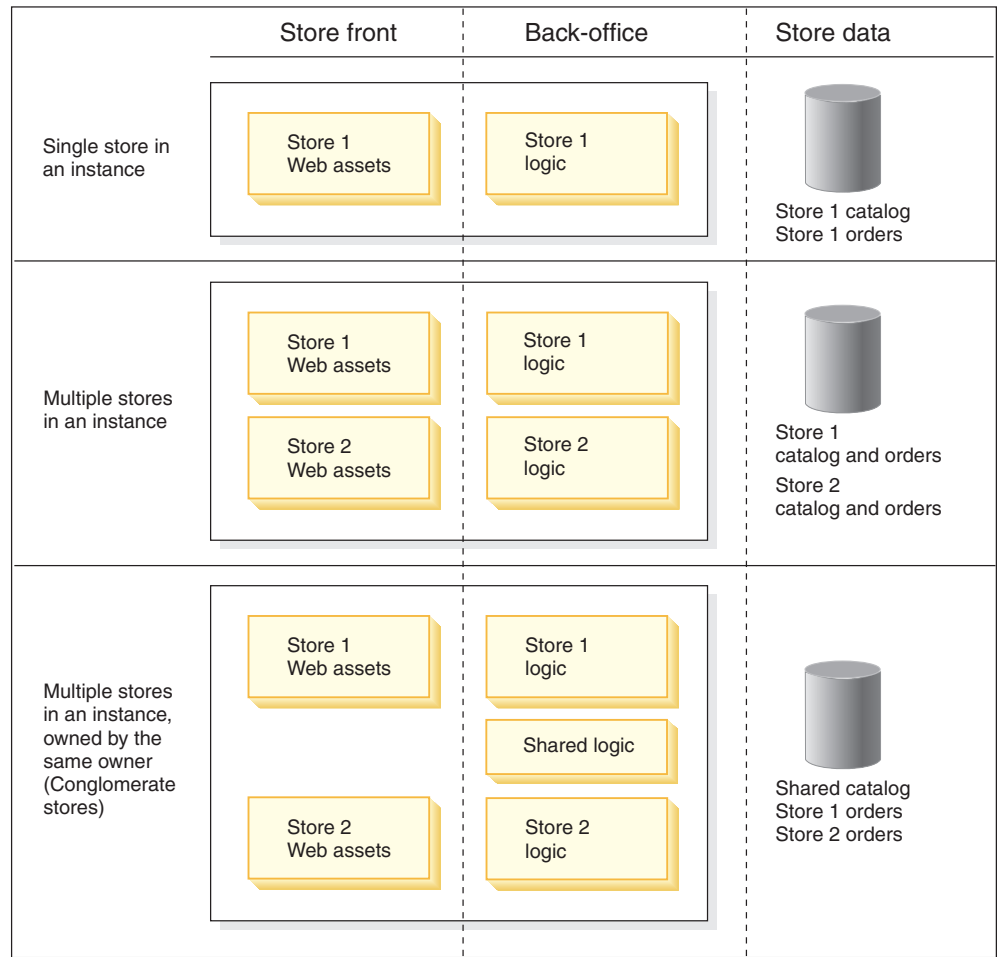 Store front
Back-office
Store data
Single store in
an instance
Store 1
Web assets
Store 1
logic
Store 1 catalog
Store 1 orders
Multiple stores
in an instance
Store 1
Web assets
Store 1
logic
Store 2
Web assets
Store 2
logic
Store 1
catalog and orders
Store 2
catalog and orders
Multiple stores
in an instance,
owned by the
same owner
(Conglomerate
stores)
Store 1
Web assets
Store 1
logic
Shared logic
Store 2
Web assets
Store 2
logic
Shared catalog
Store 1 orders
Store 2 orders